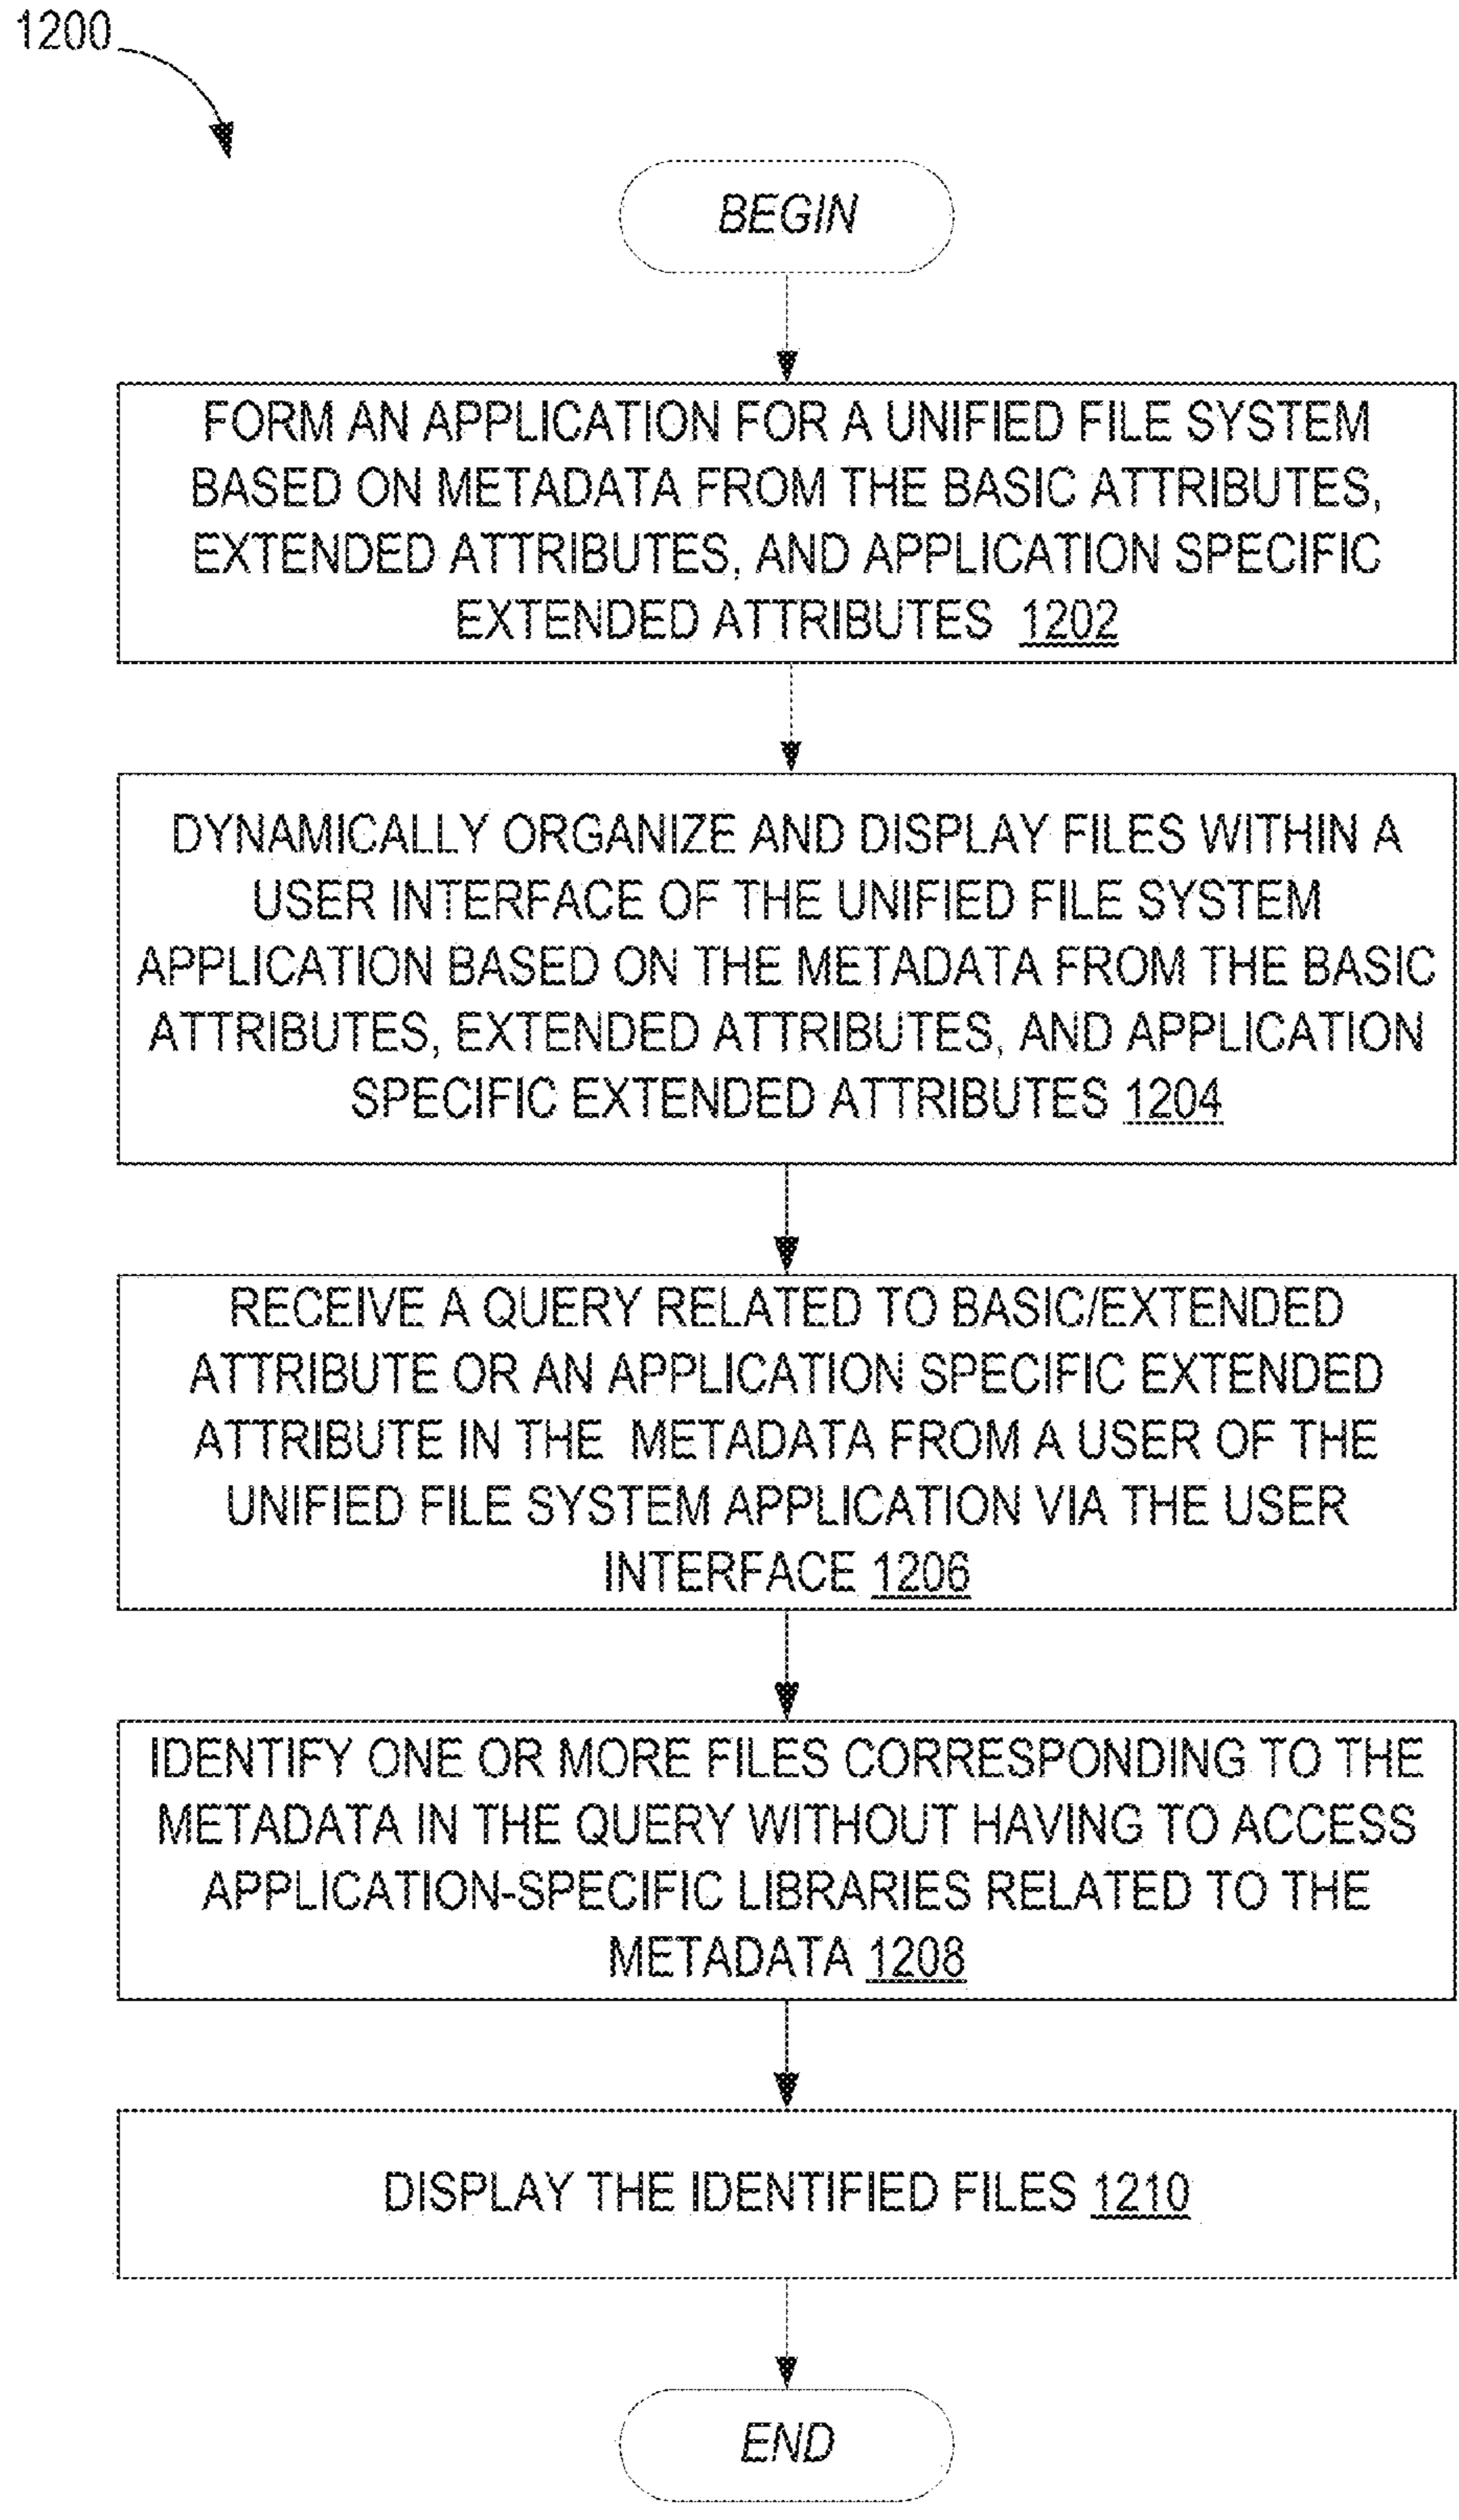 1200
BEGIN
FORM AN APPLICATION FOR A UNIFIED FILE SYSTEM
BASED ON METADATA FROM THE BASIC ATTRIBUTES,
EXTENDED ATTRIBUTES, AND APPLICATION SPECIFIC
EXTENDED ATTRIBUTES 1202
DYNAMICALLY ORGANIZE AND DISPLAY FILES WITHIN A
USER INTERFACE OF THE UNIFIED FILE SYSTEM
APPLICATION BASED ON THE METADATA FROM THE BASIC
ATTRIBUTES, EXTENDED ATTRIBUTES, AND APPLICATION
SPECIFIC EXTENDED ATTRIBUTES 1204
RECEIVE A QUERY RELATED TO BASIC/EXTENDED
ATTRIBUTE OR AN APPLICATION SPECIFIC EXTENDED
ATTRIBUTE IN THE METADATA FROM A USER OF THE
UNIFIED FILE SYSTEM APPLICATION VIA THE USER
INTERFACE 1206
IDENTIFY ONE OR MORE FILES CORRESPONDING TO THE
METADATA IN THE QUERY WITHOUT HAVING TO ACCESS
APPLICATION-SPECIFIC LIBRARIES RELATED TO THE
METADATA 1208
DISPLAY THE IDENTIFIED FILES 1210
END